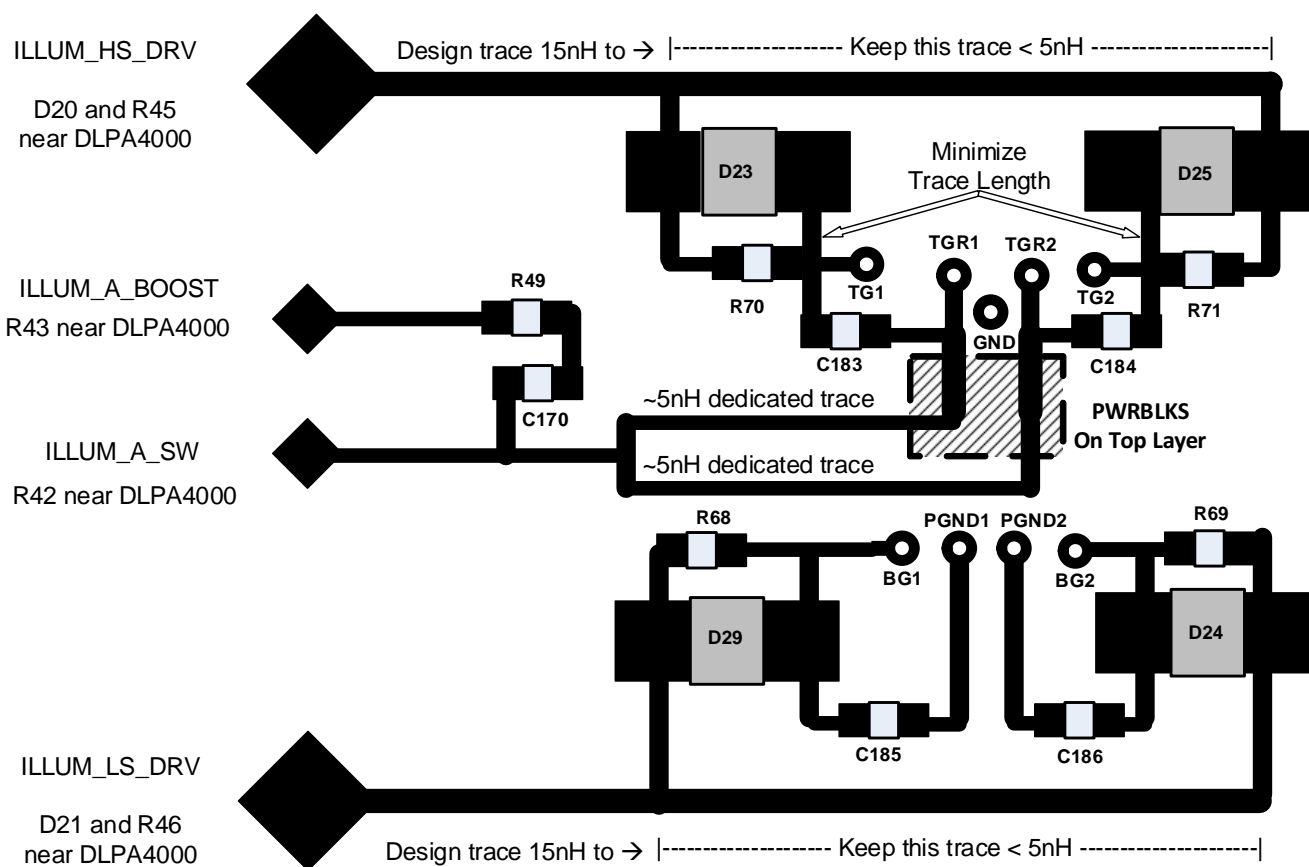 ILLUM_HS_DRV
Design trace 15nH to → |-------------------- Keep this trace < 5nH --------------------|
D20 and R45
near DLPA4000
D23
D25
Minimize
Trace Length
TGR1
TGR2
TG1
TG2
R70
R71
GND
ILLUM_A_BOOST
R43 near DLPA4000
R49
C183
C184
C170
~5nH dedicated trace
PWRBLKS
On Top Layer
ILLUM_A_SW
R42 near DLPA4000
~5nH dedicated trace
R68
PGND1
PGND2
R69
BG1
BG2
D29
D24
C185
C186
ILLUM_LS_DRV
D21 and R46
near DLPA4000
Design trace 15nH to → |-------------------- Keep this trace < 5nH --------------------|